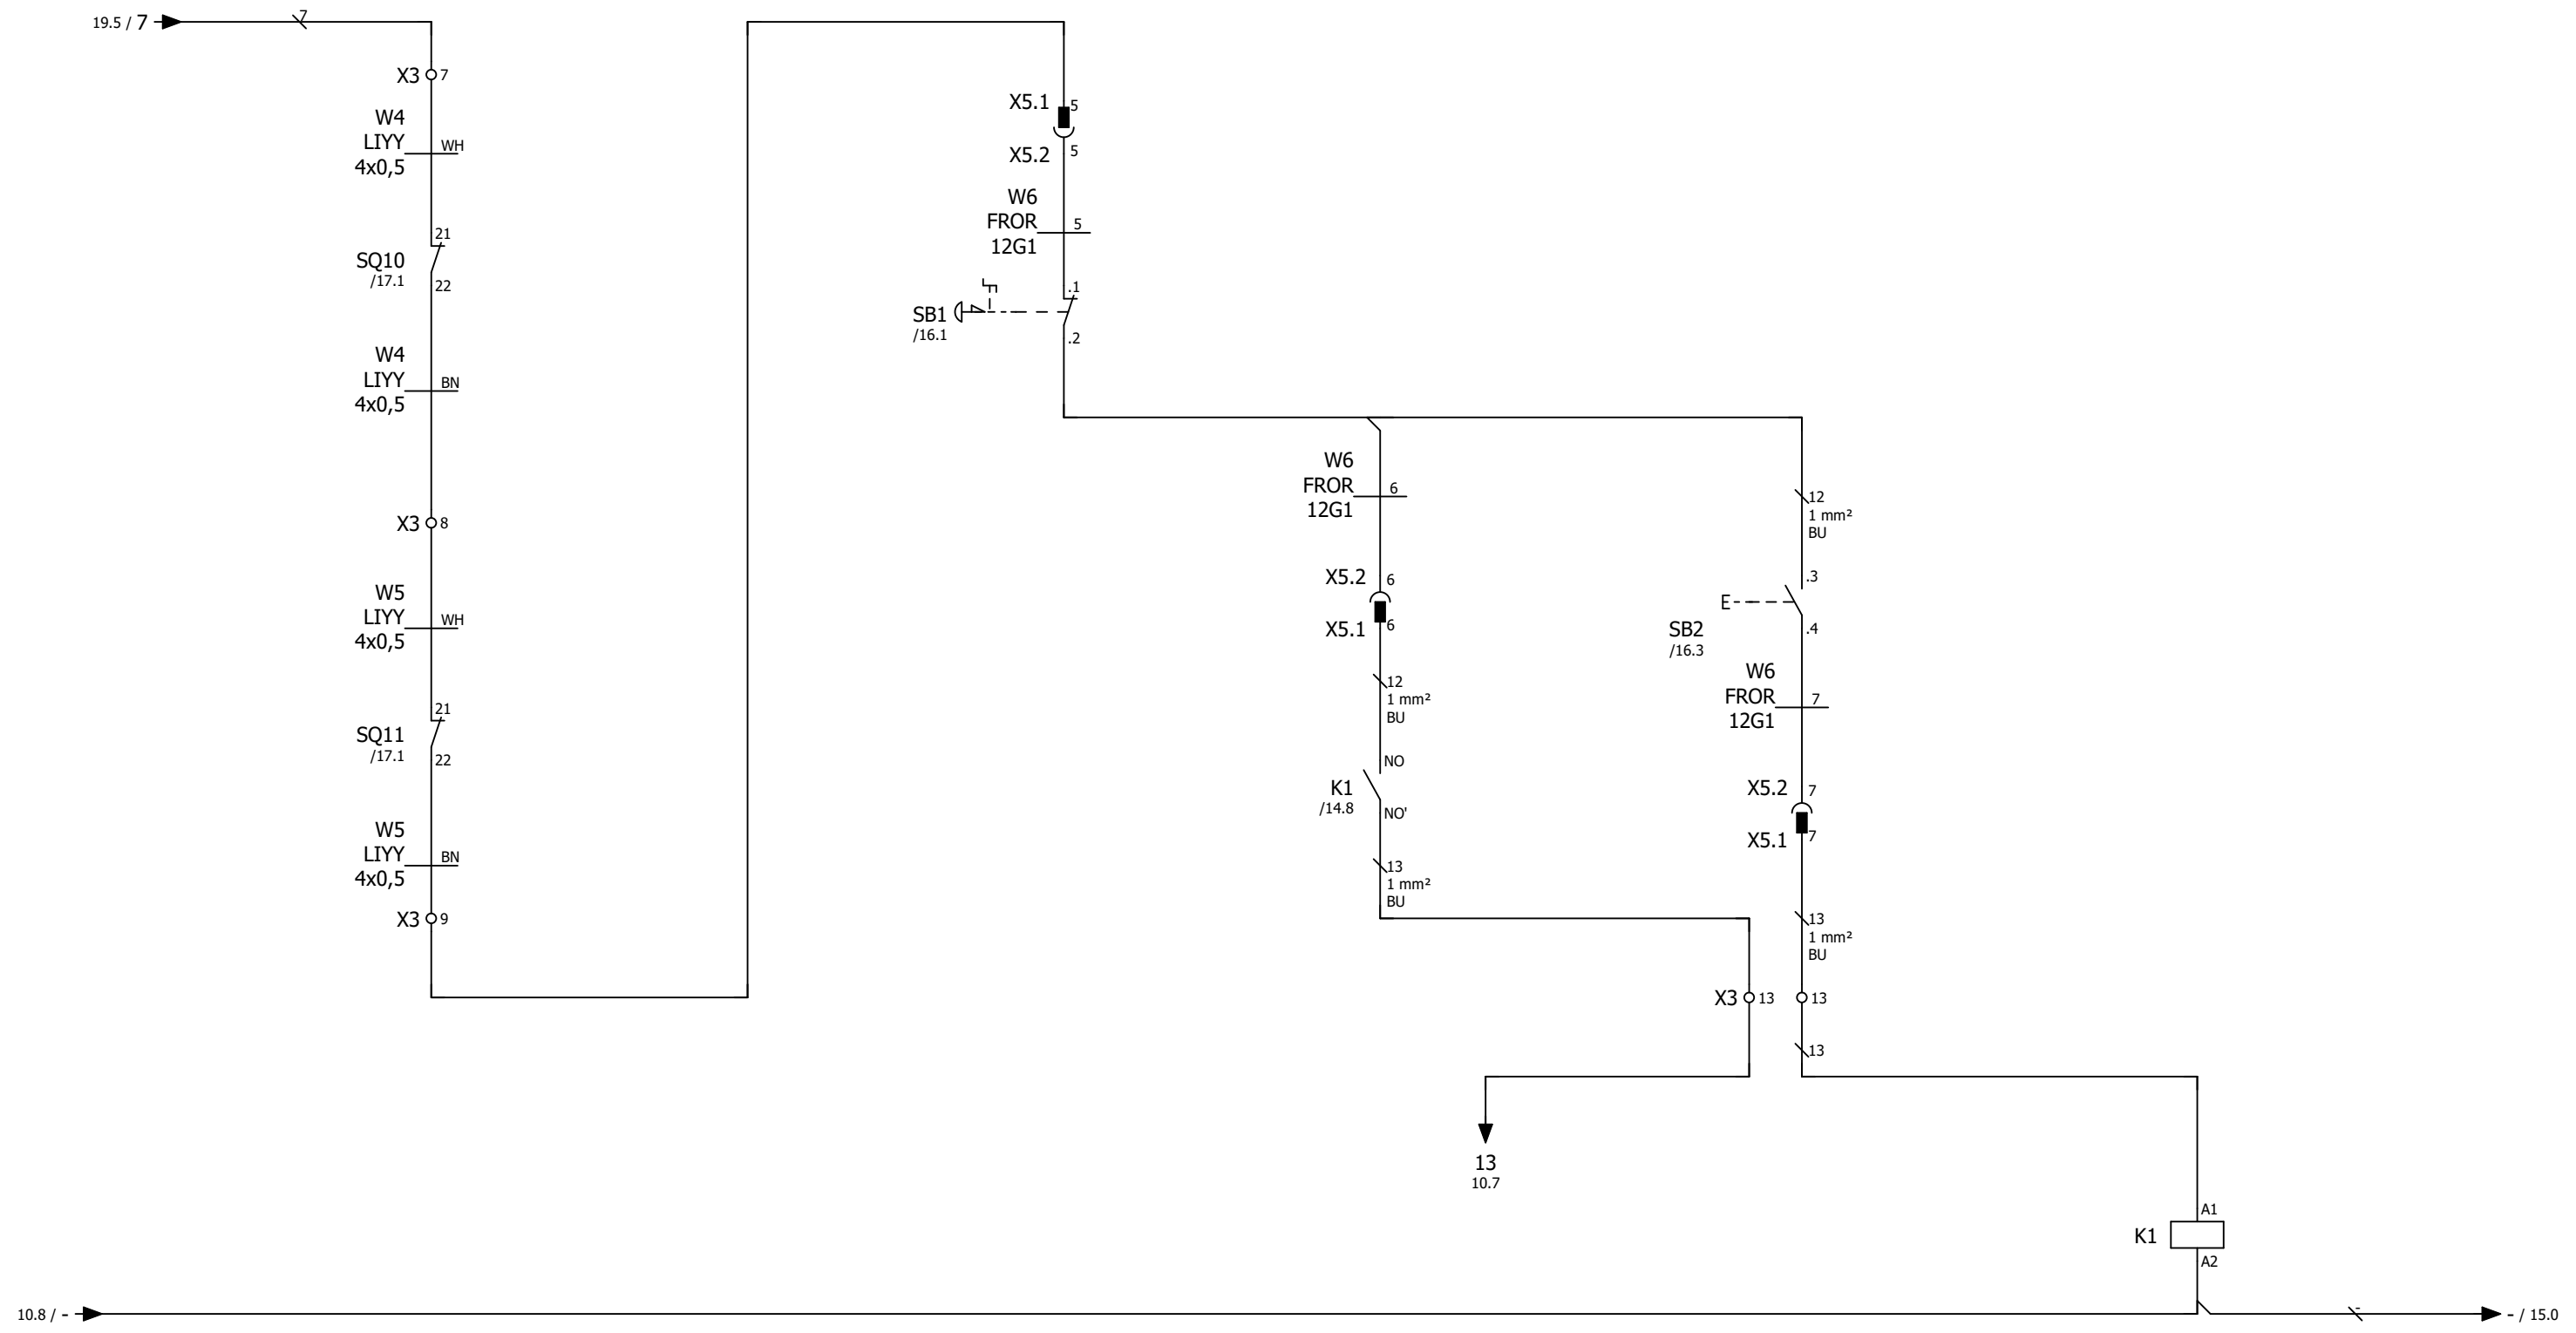 19.5 / 7
7
X3 7
W4
LIYY
4x0,5
WH
21
SQ10
/17.1
22
W4
LIYY
4x0,5
BN
X3 8
W5
LIYY
4x0,5
WH
21
SQ11
/17.1
22
W5
LIYY
4x0,5
BN
X3 9
X5.1 5
X5.2 5
W6
FROR
12G1
5
.1
SB1
/16.1
.2
W6
FROR
12G1
6
X5.2 6
X5.1 6
12
1 mm²
BU
NO
K1
/14.8
NO'
13
1 mm²
BU
12
1 mm²
BU
.3
SB2
/16.3
.4
W6
FROR
12G1
7
X5.2 7
X5.1 7
13
1 mm²
BU
X3 13 13
13
13
10.7
A1
K1
A2
10.8 / -
-
- / 15.0